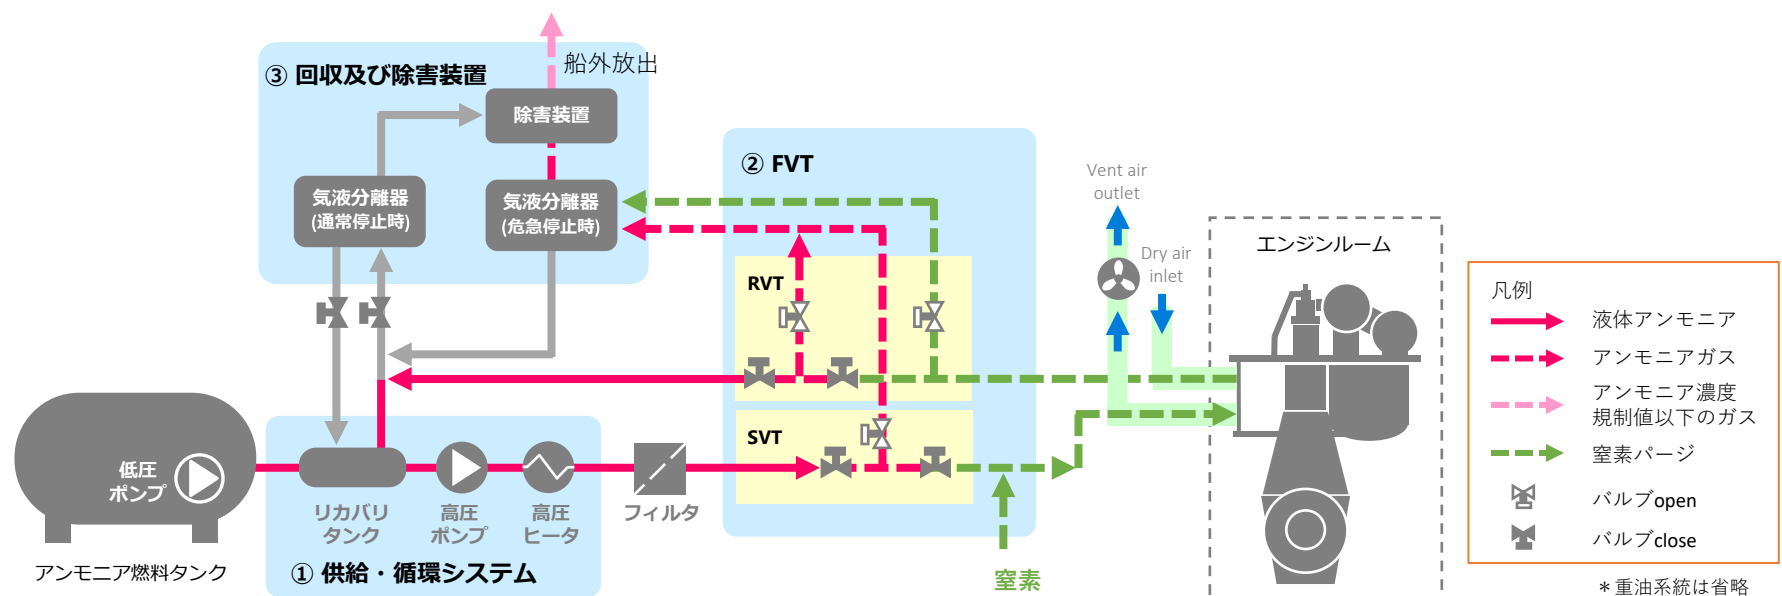 ③ 回収及び除害装置
船外放出
除害装置
気液分離器
(通常停止時)
気液分離器
(危急停止時)
② FVT
RVT
SVT
Vent air
outlet
Dry air
inlet
エンジンルーム
低圧
ポンプ
アンモニア燃料タンク
リカバリ
タンク
高圧
ポンプ
高圧
ヒータ
フィルタ
① 供給・循環システム
窒素
凡例
液体アンモニア
アンモニアガス
アンモニア濃度
規制値以下のガス
窒素パージ
バルブopen
バルブclose
＊重油系統は省略